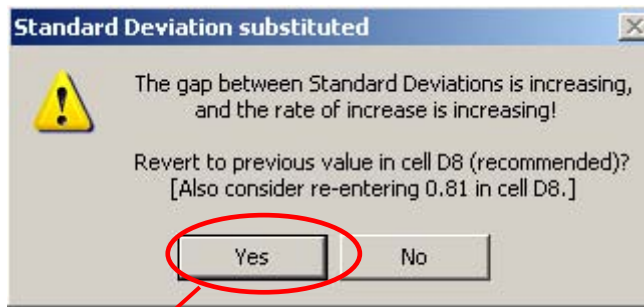 Standard Deviation substituted
The gap between Standard Deviations is increasing,
and the rate of increase is increasing!
Revert to previous value in cell D8 (recommended)?
[Also consider re-entering 0.81 in cell D8.]
Yes No